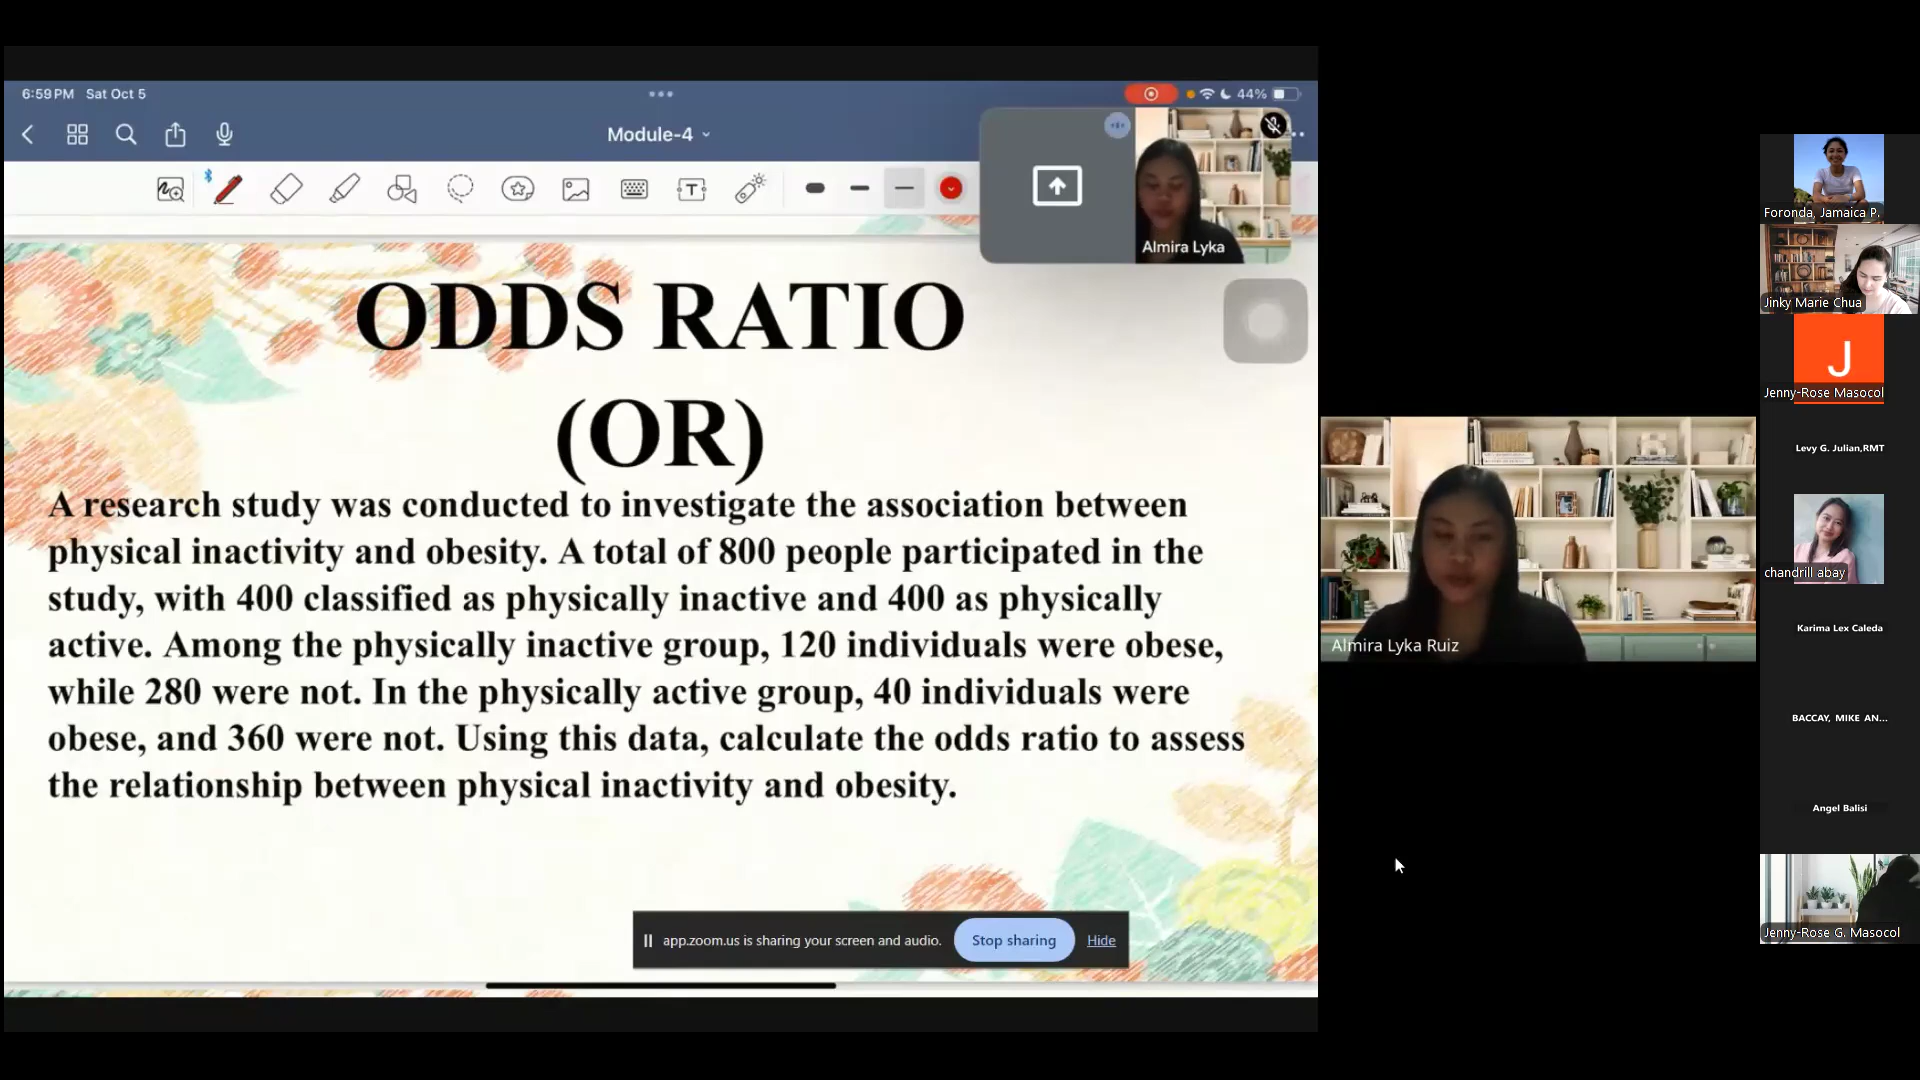 6:59 PM Sat Oct 5
44%
Module-4
T
Almira Lyka
ODDS RATIO
(OR)
A research study was conducted to investigate the association between
physical inactivity and obesity. A total of 800 people participated in the
study, with 400 classified as physically inactive and 400 as physically
active. Among the physically inactive group, 120 individuals were obese,
while 280 were not. In the physically active group, 40 individuals were
obese, and 360 were not. Using this data, calculate the odds ratio to assess
the relationship between physical inactivity and obesity.
app.zoom.us is sharing your screen and audio.
Stop sharing
Hide
Almira Lyka Ruiz
Foronda, Jamaica P.
Jinky Marie Chua
J
Jenny-Rose Masocol
Levy G. Julian,RMT
chandrill abay
Karima Lex Caleda
BACCAY, MIKE AN...
Angel Balisi
Jenny-Rose G. Masocol